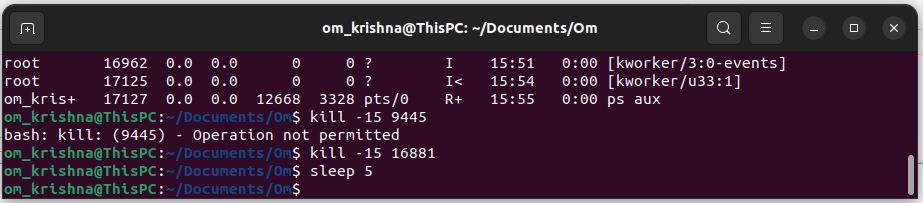 om_krishna@ThisPC: ~/Documents/Om
root 16962 0.0 0.0 0 0 ? I 15:51 0:00 [kworker/3:0-events]
root 17125 0.0 0.0 0 0 ? I< 15:54 0:00 [kworker/u33:1]
om_kris+ 17127 0.0 0.0 12668 3328 pts/0 R+ 15:55 0:00 ps aux
om_krishna@ThisPC:~/Documents/Om$ kill -15 9445
bash: kill: (9445) - Operation not permitted
om_krishna@ThisPC:~/Documents/Om$ kill -15 16881
om_krishna@ThisPC:~/Documents/Om$ sleep 5
om_krishna@ThisPC:~/Documents/Om$